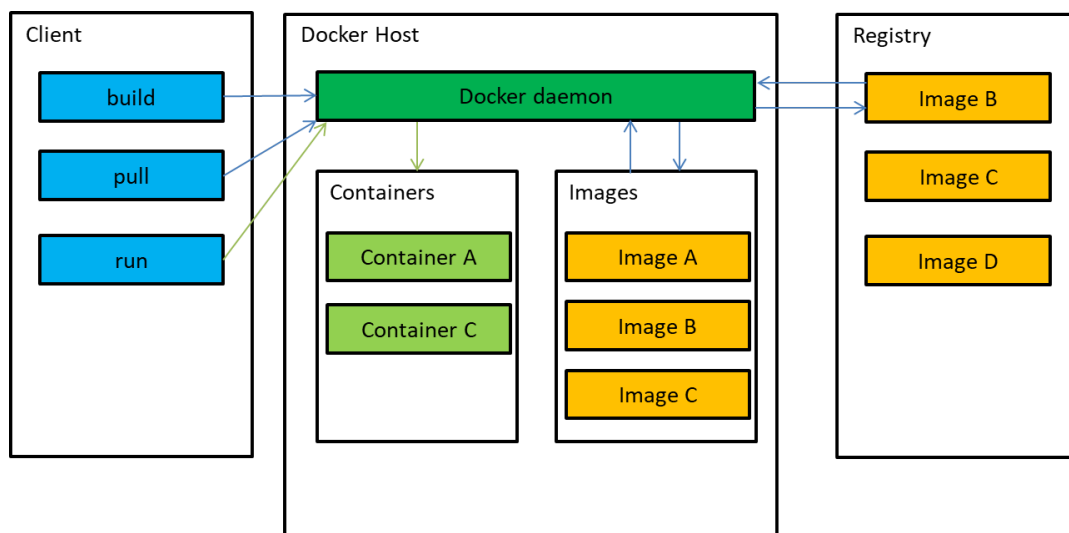 Client
build
pull
run
Docker Host
Docker daemon
Containers
Container A
Container C
Images
Image A
Image B
Image C
Registry
Image B
Image C
Image D